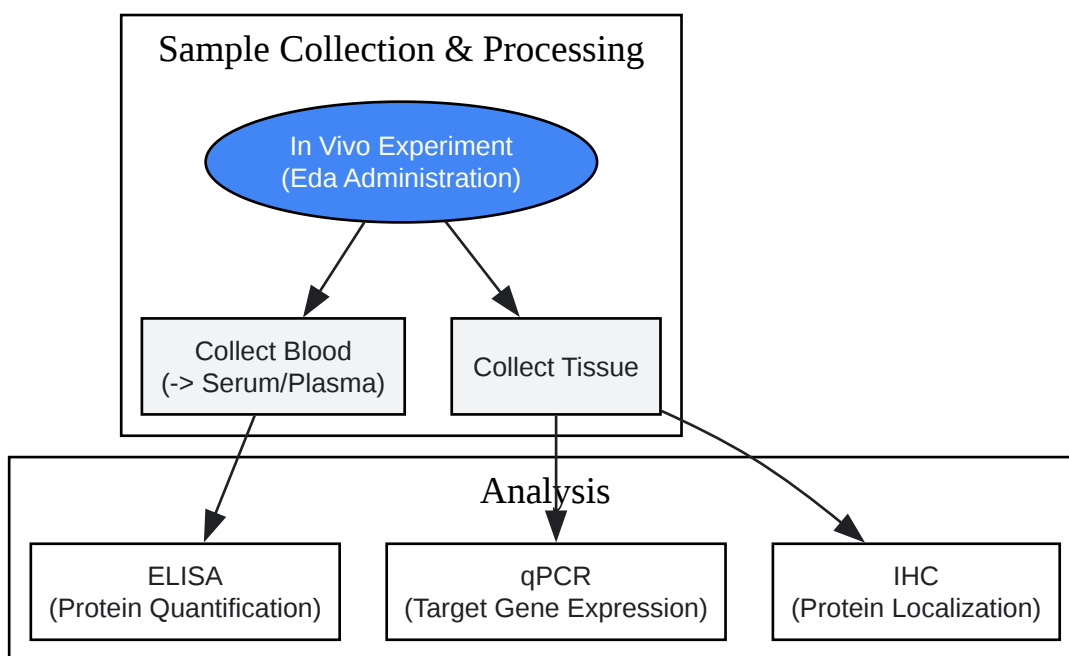 Sample Collection & Processing
In Vivo Experiment
(Eda Administration)
Collect Blood
(-> Serum/Plasma)
Collect Tissue
Analysis
ELISA
(Protein Quantification)
qPCR
(Target Gene Expression)
IHC
(Protein Localization)